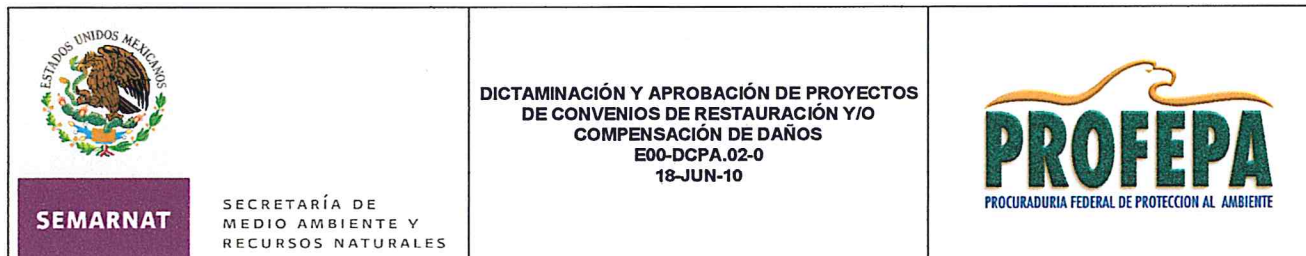 ESTADOS UNIDOS MEXICANOS
SEMARNAT
SECRETARÍA DE
MEDIO AMBIENTE Y
RECURSOS NATURALES
DICTAMINACIÓN Y APROBACIÓN DE PROYECTOS
DE CONVENIOS DE RESTAURACIÓN Y/O
COMPENSACIÓN DE DAÑOS
E00-DCPA.02-0
18-JUN-10
PROFEPA
PROCURADURIA FEDERAL DE PROTECCION AL AMBIENTE